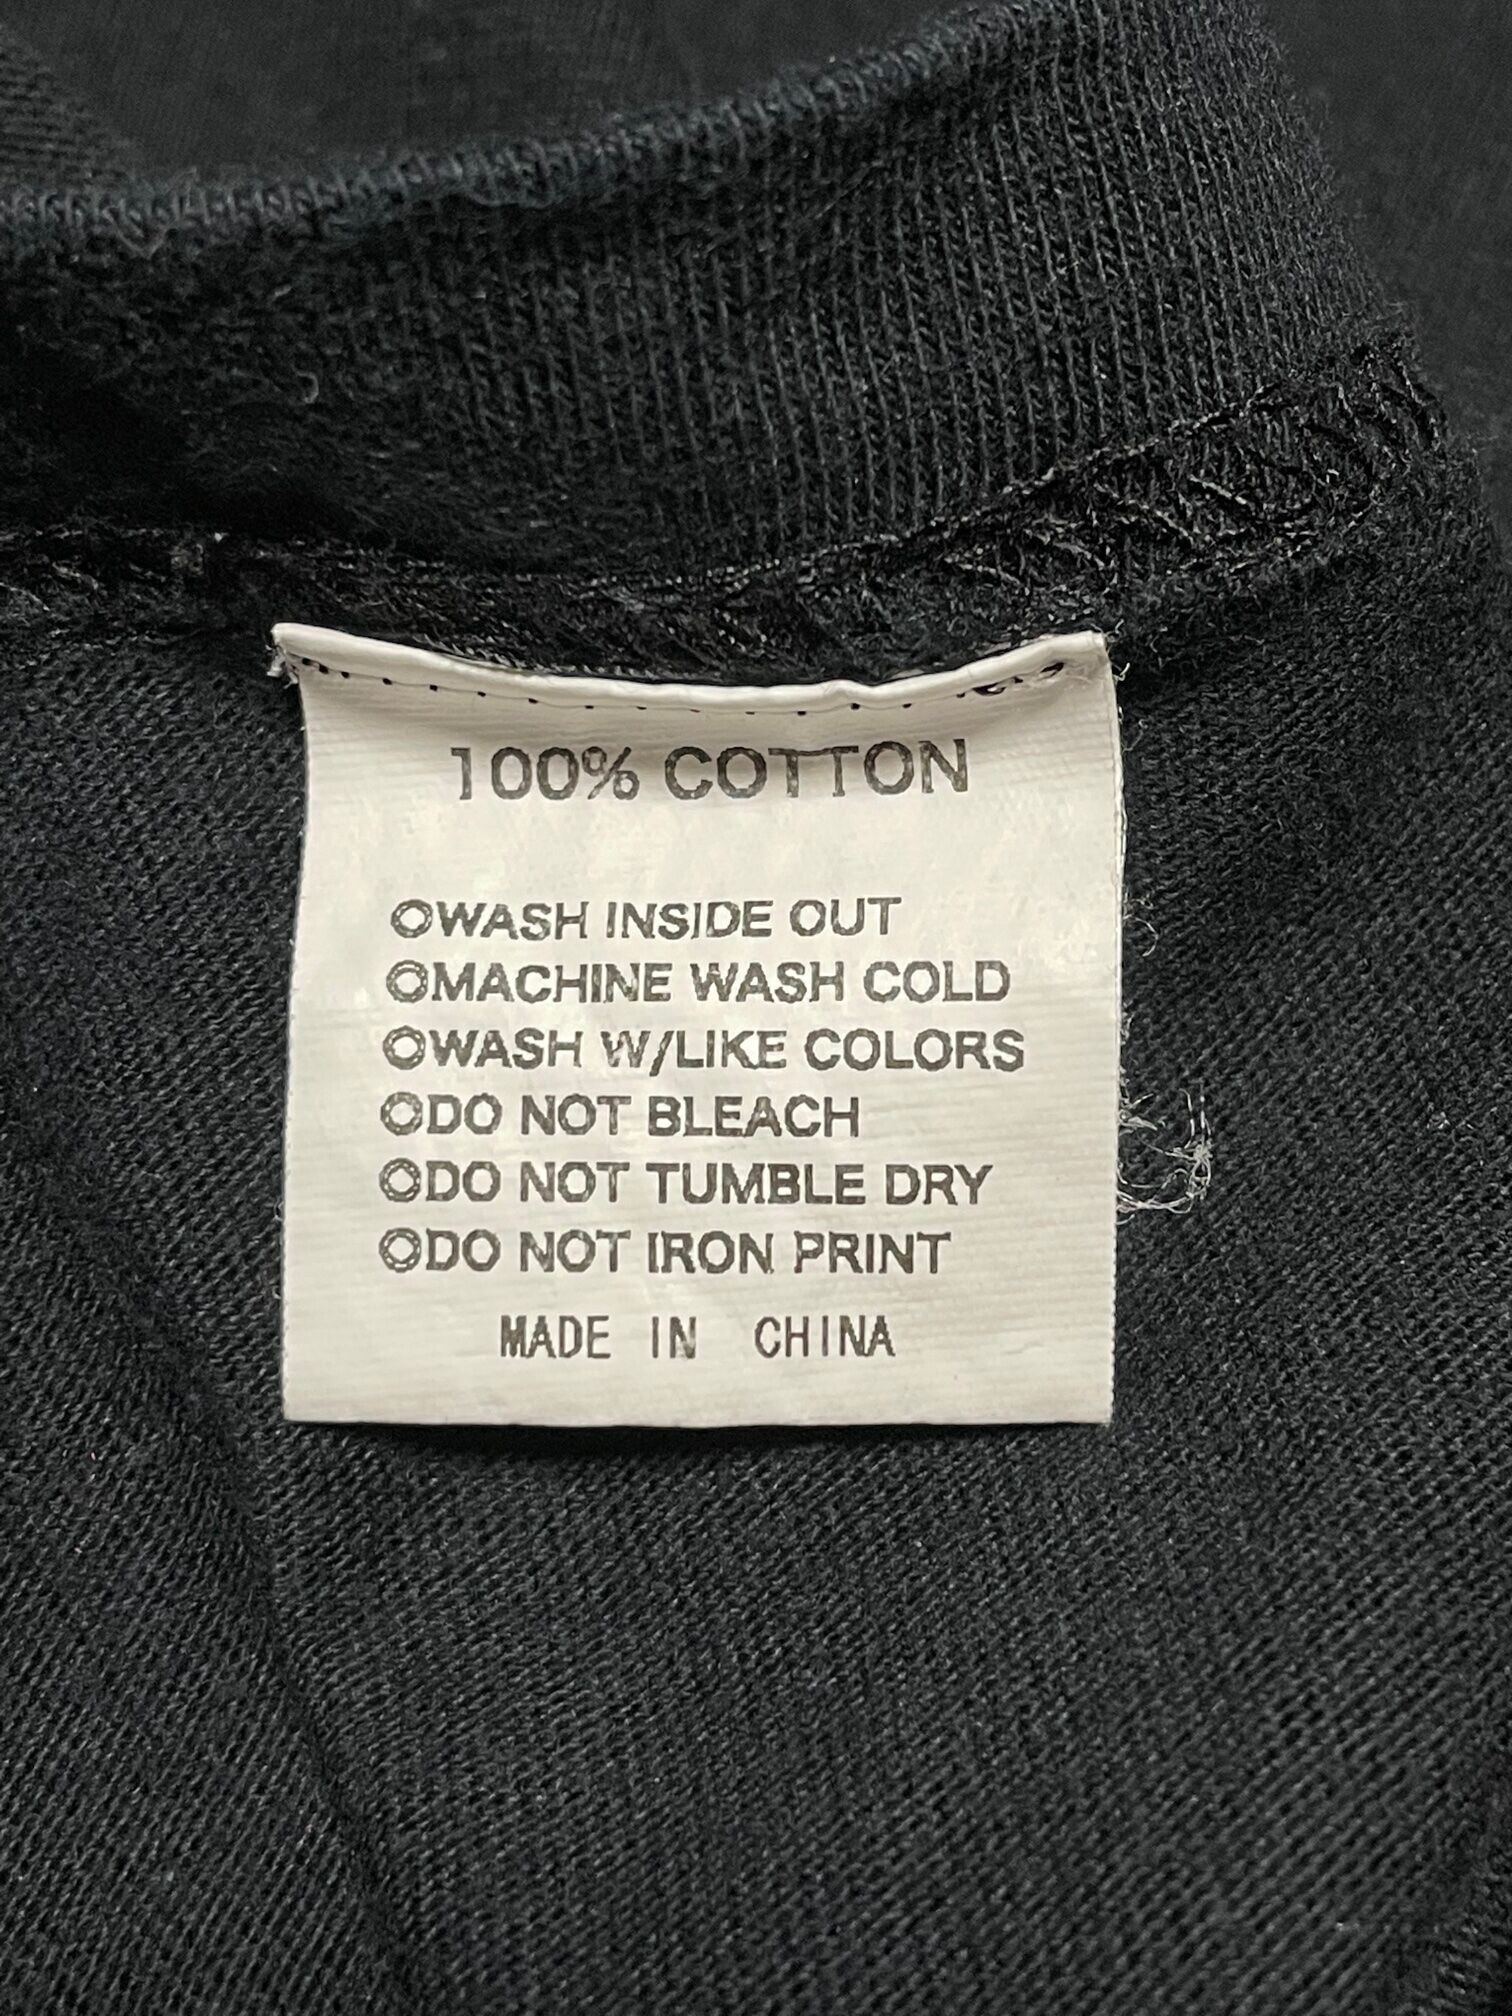 100% COTTON
◎WASH INSIDE OUT
◎MACHINE WASH COLD
◎WASH W/LIKE COLORS
◎DO NOT BLEACH
◎DO NOT TUMBLE DRY
◎DO NOT IRON PRINT
MADE IN CHINA